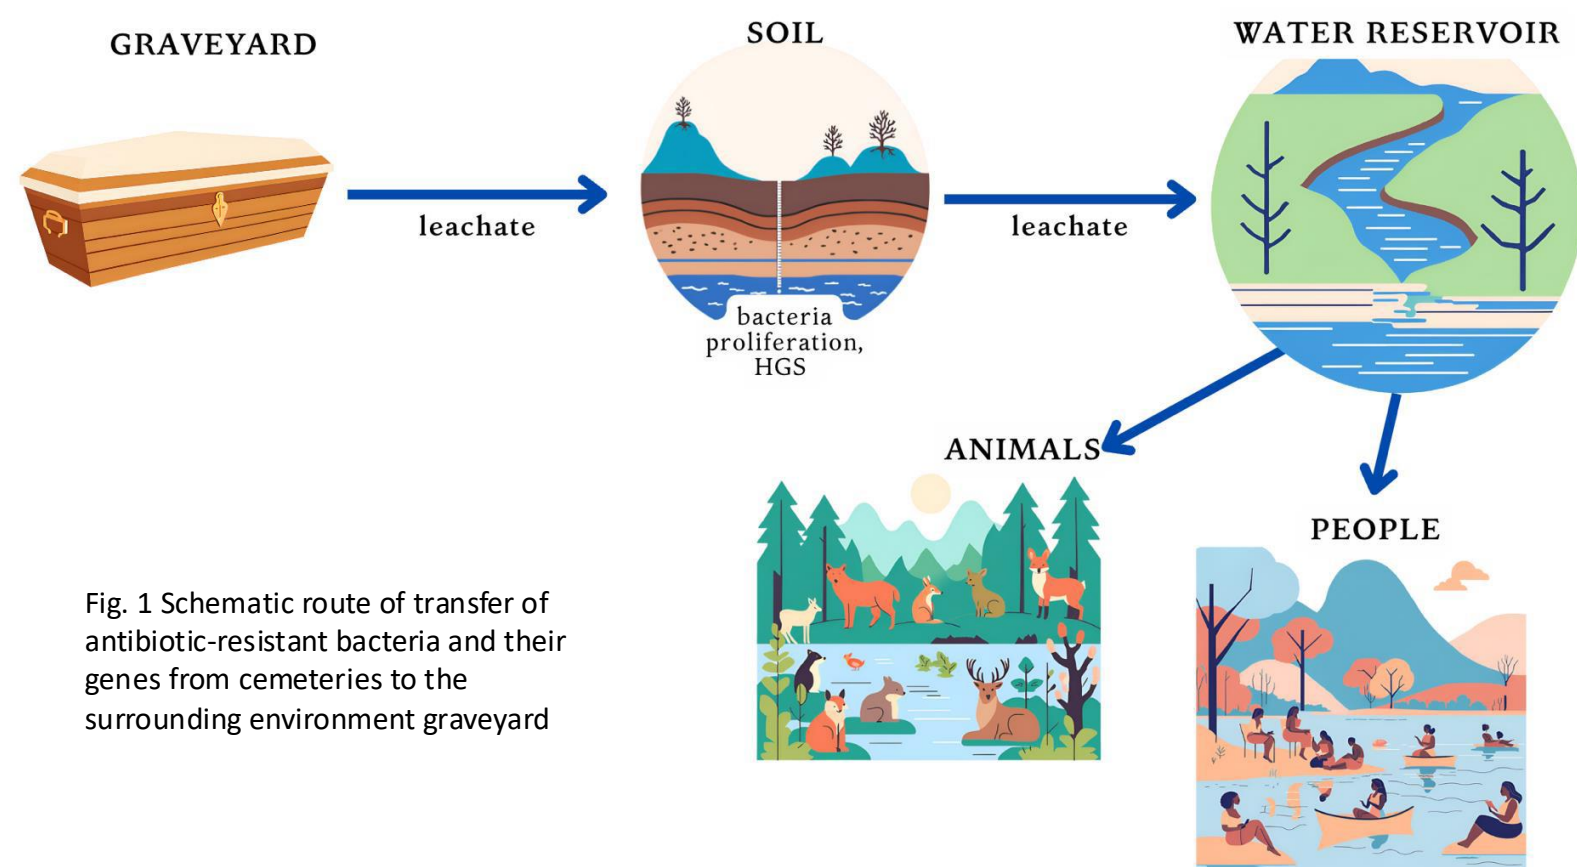 GRAVEYARD
leachate
SOIL
bacteria
proliferation,
HGS
leachate
WATER RESERVOIR
ANIMALS
PEOPLE
Fig. 1 Schematic route of transfer of
antibiotic-resistant bacteria and their
genes from cemeteries to the
surrounding environment graveyard